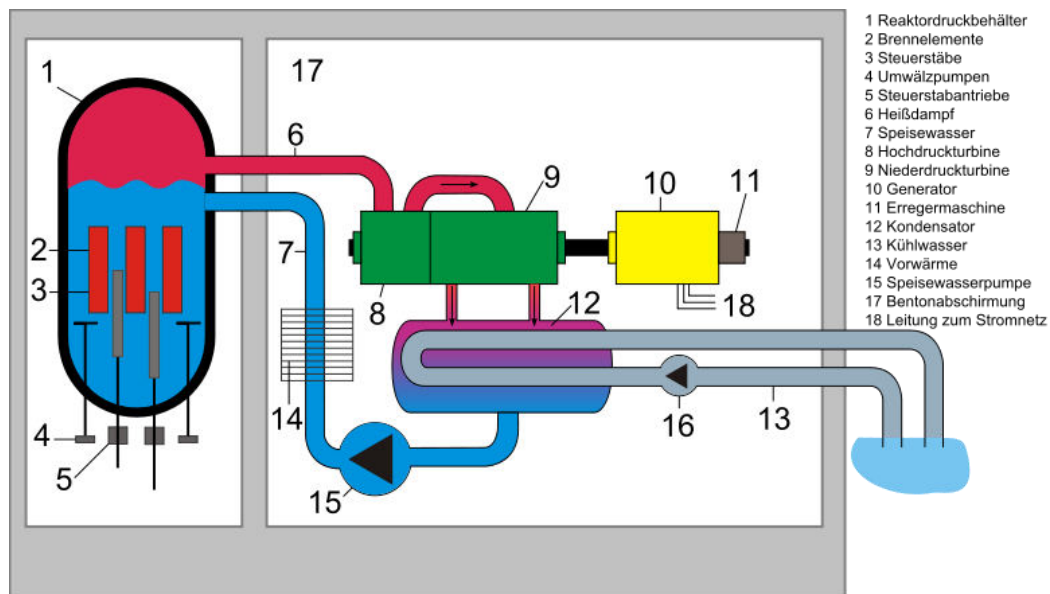 1 Reaktordruckbehälter
2 Brennelemente
3 Steuerstäbe
4 Umwälzpumpen
5 Steuerstabantriebe
6 Heißdampf
7 Speisewasser
8 Hochdruckturbine
9 Niederdruckturbine
10 Generator
11 Erregermaschine
12 Kondensator
13 Kühlwasser
14 Vorwärme
15 Speisewasserpumpe
17 Bentonabschirmung
18 Leitung zum Stromnetz
1
17
6
9
10
11
2
7
3
8
12
18
14
16
13
4
5
15